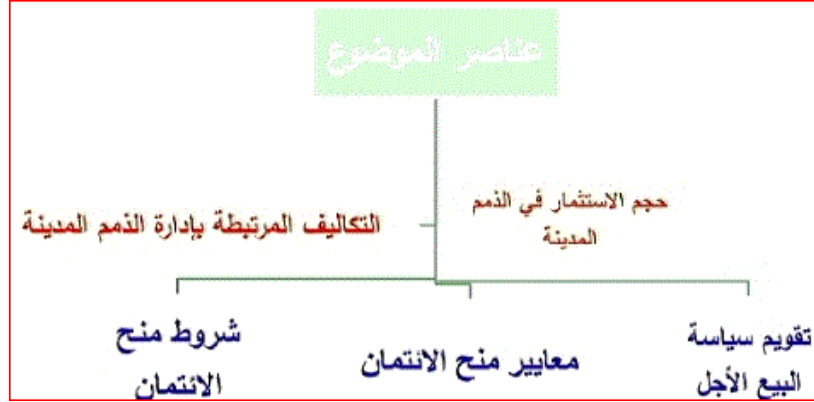 عناصر الموضوع
حجم الاستثمار في الذمم
المدينة
التكاليف المرتبطة بإدارة الذمم المدينة
تقويم سياسة
البيع الأجل
معايير منح الائتمان
شروط منح
الائتمان